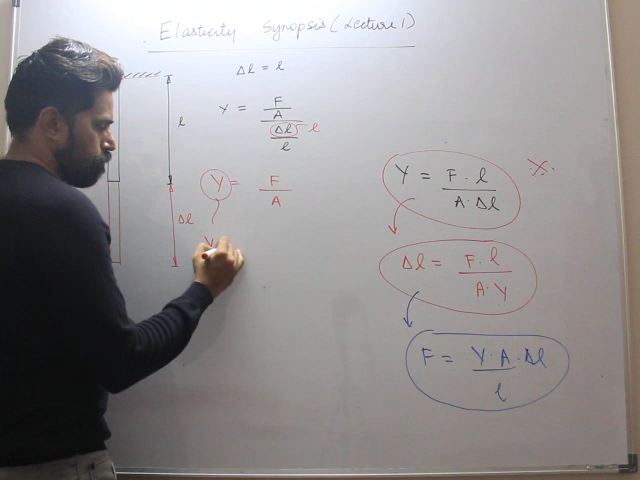 Elasticity Synopsis (Lecture 1)
Δl = l
l
Y = F/A / Δl/l l
Y = F/A
Δl
Y
Y = F·l / A·Δl X.
Δl = F·l / A·Y
F = Y·A·Δl / l